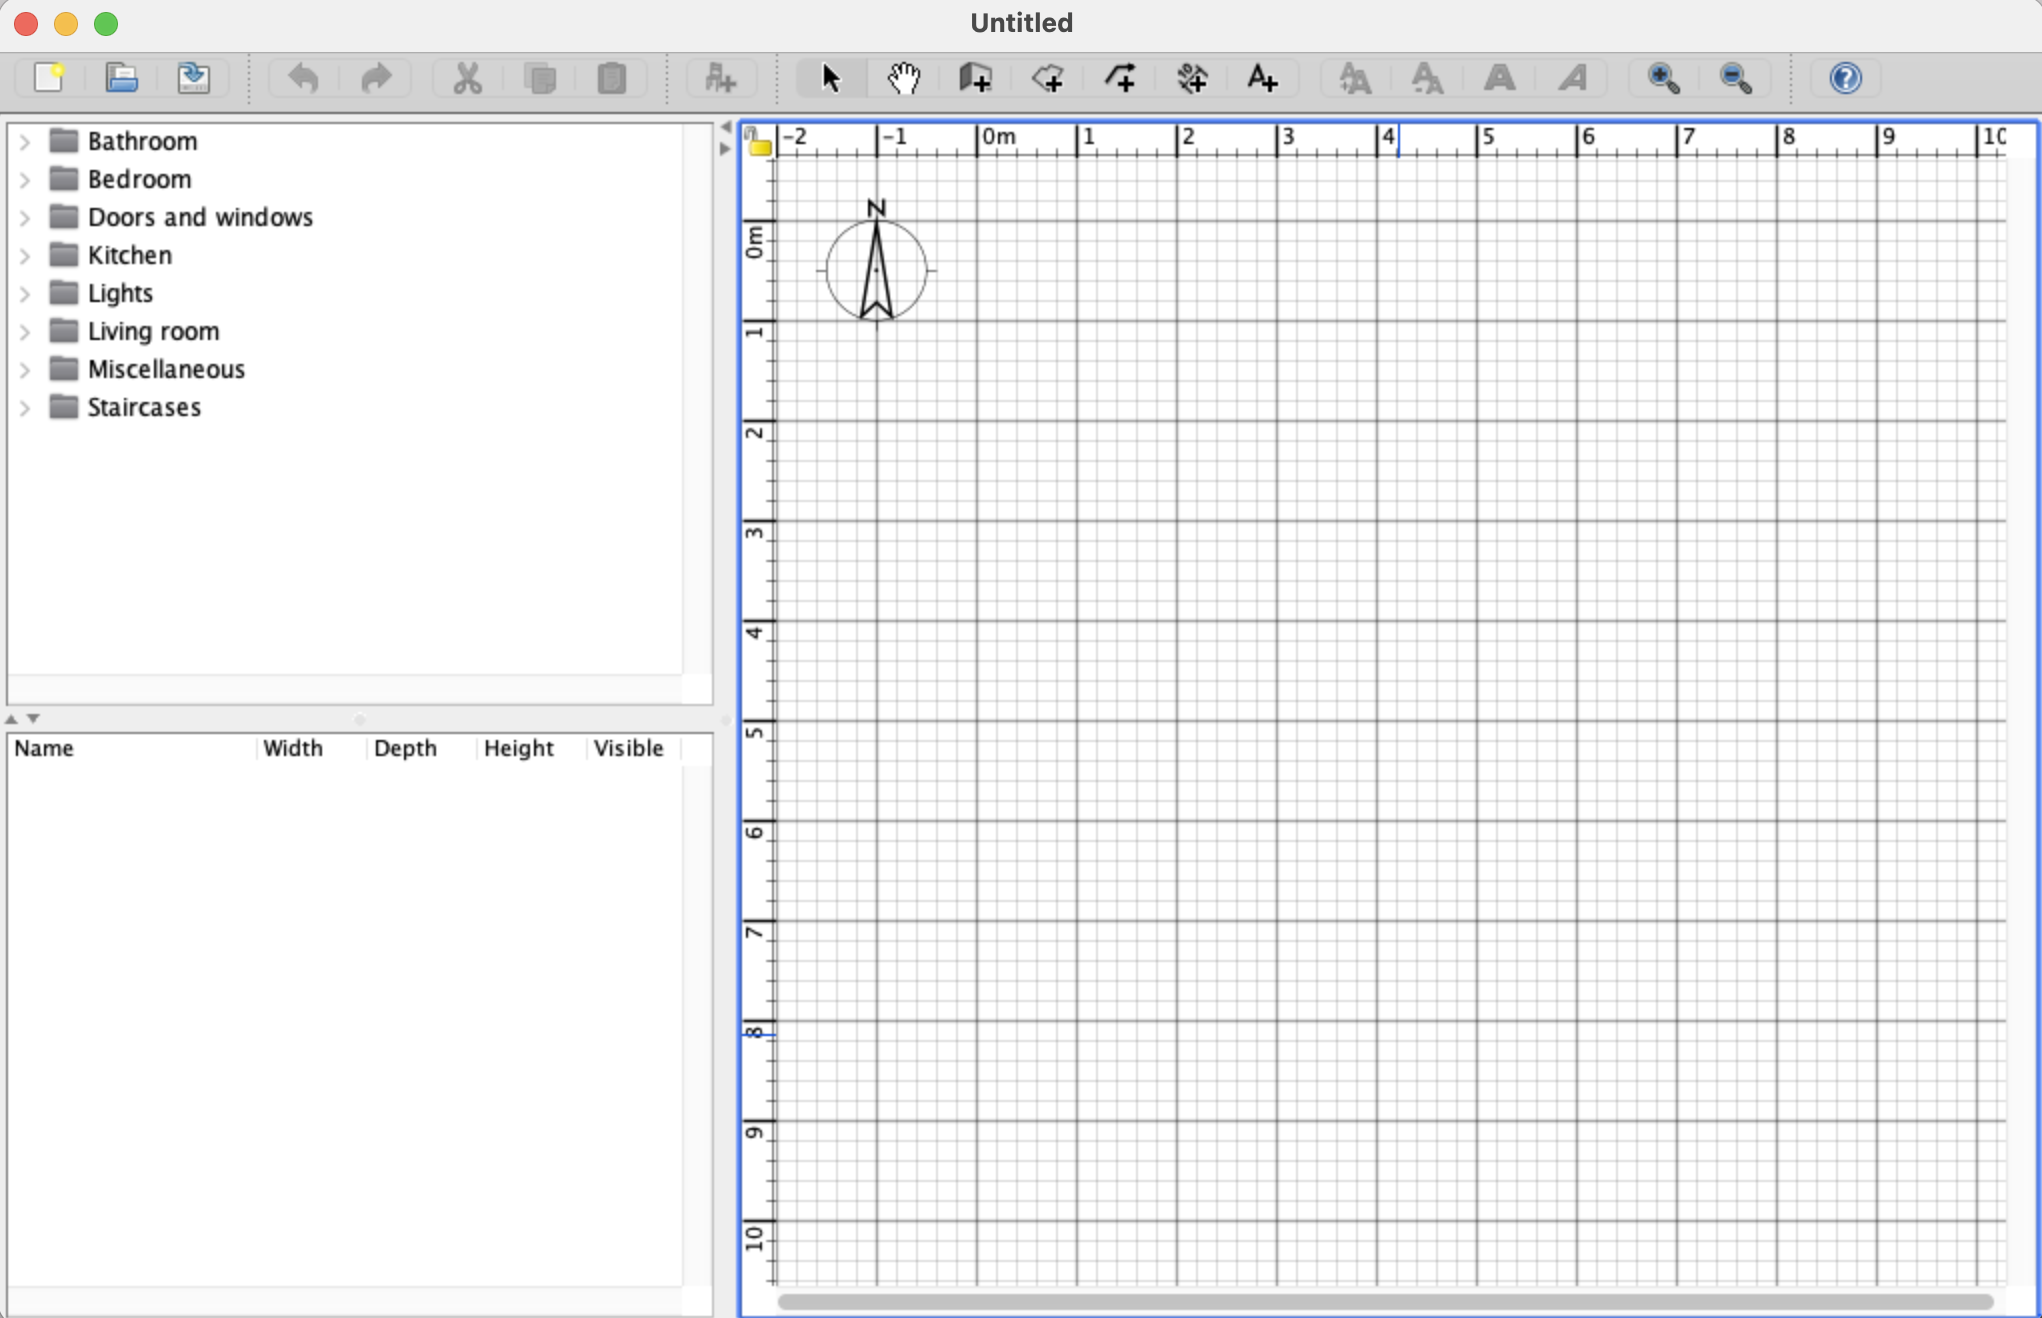 Untitled
Bathroom
Bedroom
Doors and windows
Kitchen
Lights
Living room
Miscellaneous
Staircases
Name Width Depth Height Visible
-2 -1 0m 1 2 3 4 5 6 7 8 9 10
N
0m
1
2
3
4
5
6
7
8
9
10